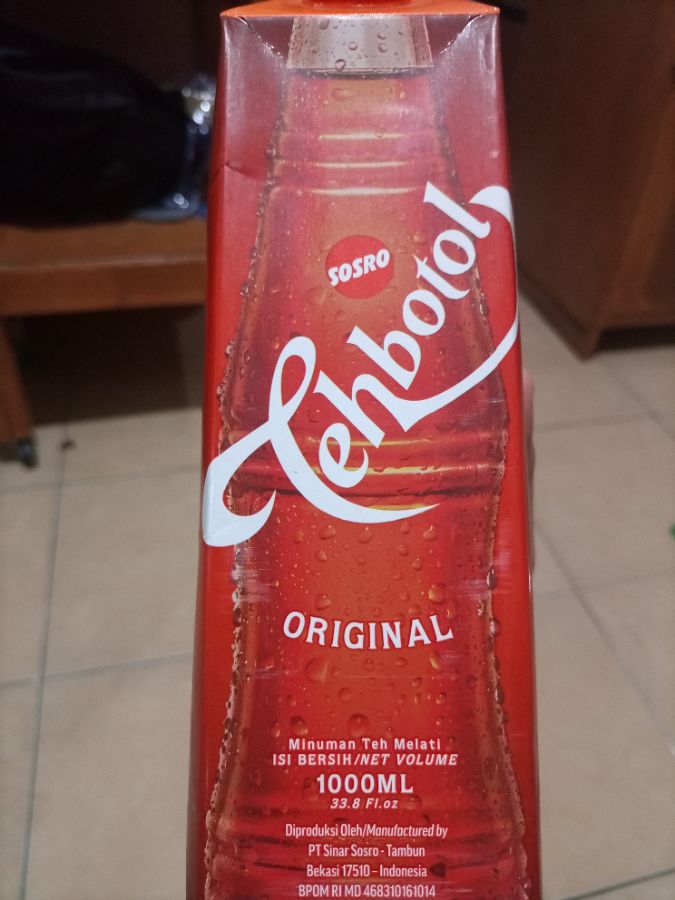 SOSRO
Tehbotol
ORIGINAL
Minuman Teh Melati
ISI BERSIH/NET VOLUME
1000ML
33.8 Fl.oz
Diproduksi Oleh/Manufactured by
PT Sinar Sosro - Tambun
Bekasi 17510 - Indonesia
BPOM RI MD 468310161014